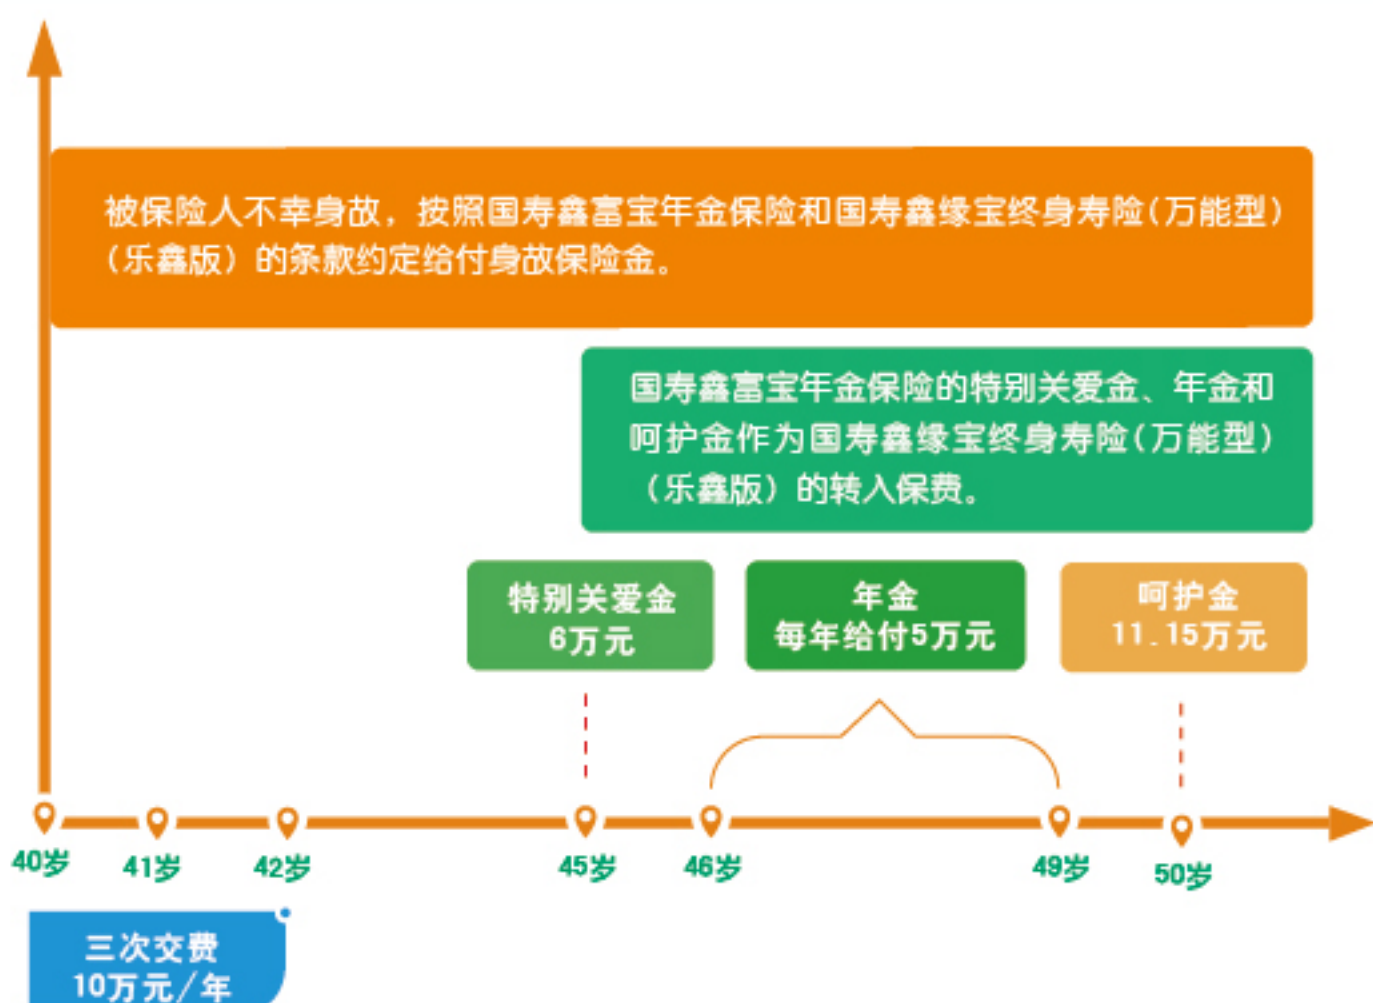 被保险人不幸身故，按照国寿鑫富宝年金保险和国寿鑫缘宝终身寿险(万能型)
（乐鑫版）的条款约定给付身故保险金。
国寿鑫富宝年金保险的特别关爱金、年金和
呵护金作为国寿鑫缘宝终身寿险(万能型)
（乐鑫版）的转入保费。
特别关爱金
6万元
年金
每年给付5万元
呵护金
11.15万元
40岁
41岁
42岁
45岁
46岁
49岁
50岁
三次交费
10万元/年